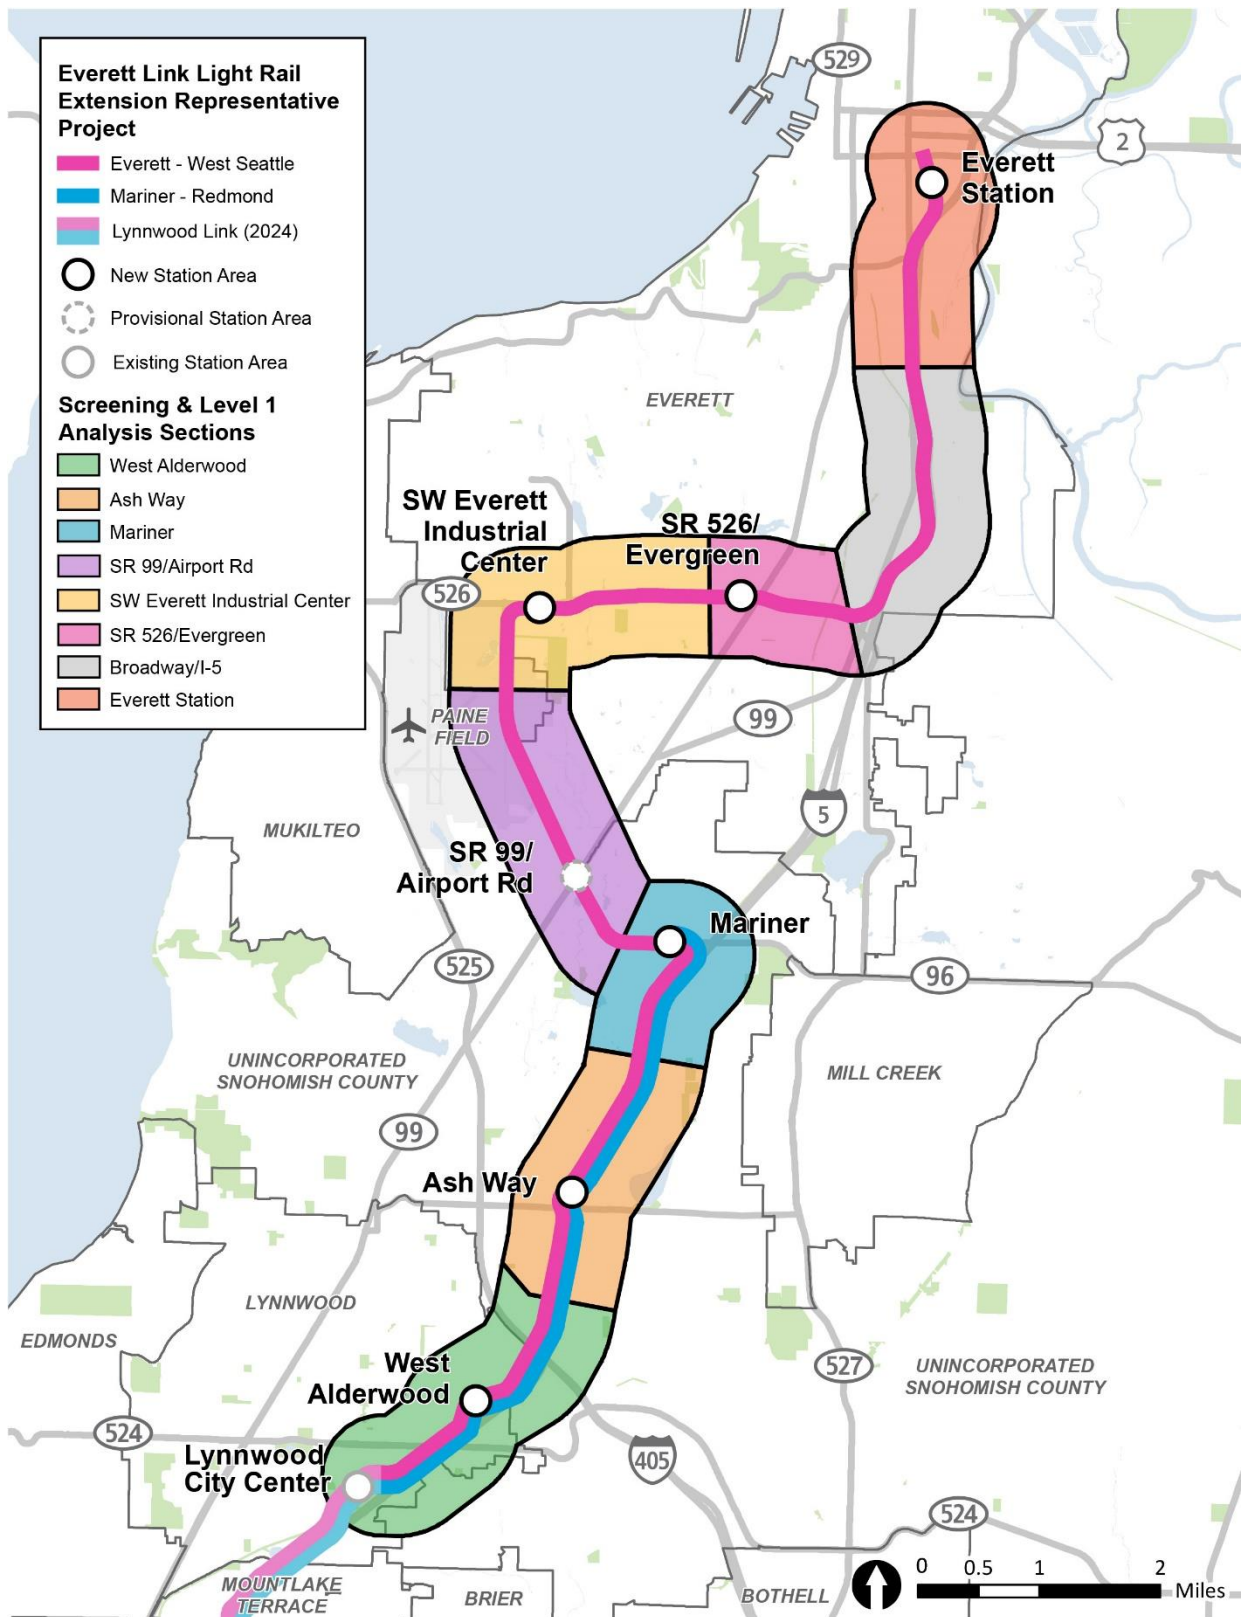 Everett Link Light Rail
Extension Representative
Project
Everett - West Seattle
Mariner - Redmond
Lynnwood Link (2024)
New Station Area
Provisional Station Area
Existing Station Area
Screening & Level 1
Analysis Sections
West Alderwood
Ash Way
Mariner
SR 99/Airport Rd
SW Everett Industrial Center
SR 526/Evergreen
Broadway/I-5
Everett Station
529
2
Everett
Station
EVERETT
SW Everett
Industrial
Center
SR 526/
Evergreen
526
PAINE
FIELD
99
5
MUKILTEO
SR 99/
Airport Rd
Mariner
525
96
UNINCORPORATED
SNOHOMISH COUNTY
MILL CREEK
99
Ash Way
LYNNWOOD
EDMONDS
West
Alderwood
527
UNINCORPORATED
SNOHOMISH COUNTY
524
Lynnwood
City Center
405
524
MOUNTLAKE
TERRACE
BRIER
BOTHELL
0 0.5 1 2
Miles